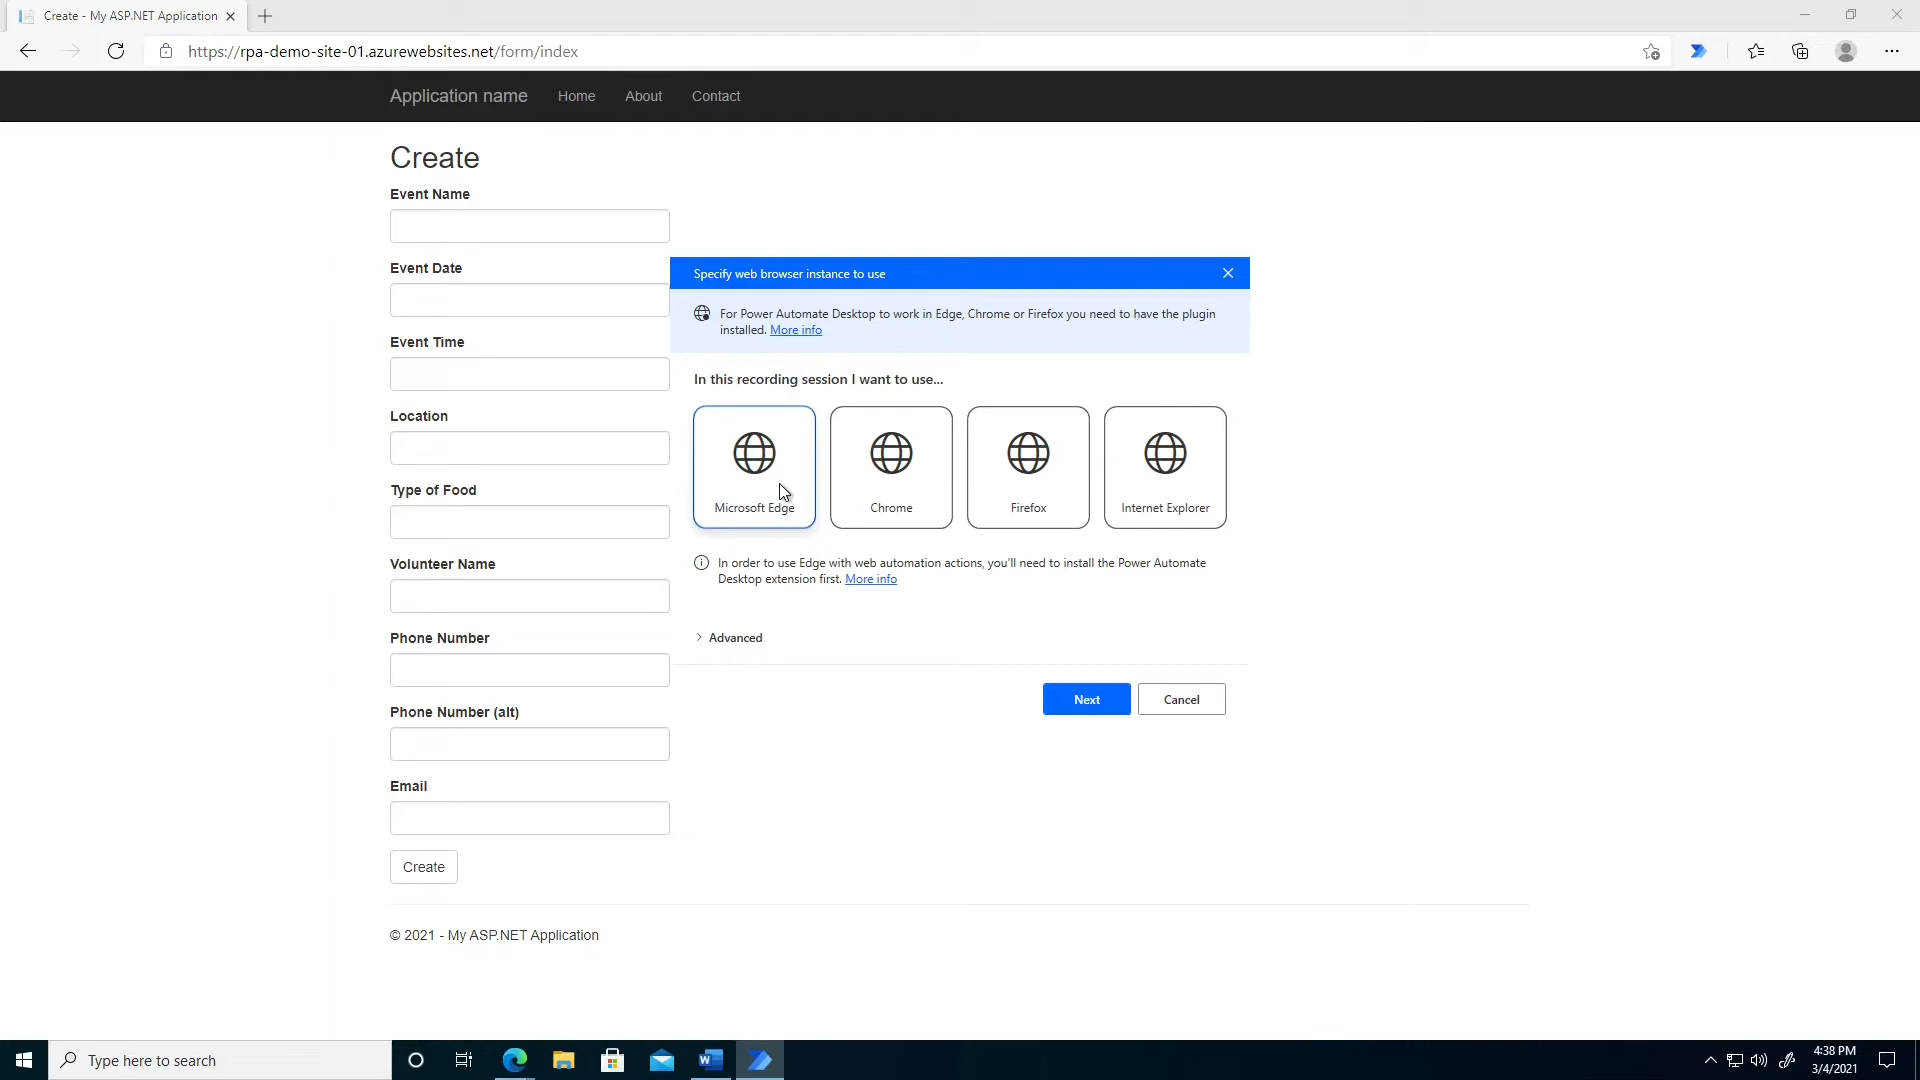 Create - My ASP.NET Application
https://rpa-demo-site-01.azurewebsites.net/form/index
Application name Home About Contact
Create
Event Name
Event Date
Event Time
Location
Type of Food
Volunteer Name
Phone Number
Phone Number (alt)
Email
Create
© 2021 - My ASP.NET Application
Specify web browser instance to use
For Power Automate Desktop to work in Edge, Chrome or Firefox you need to have the plugin
installed. More info
In this recording session I want to use...
Microsoft Edge Chrome Firefox Internet Explorer
In order to use Edge with web automation actions, you'll need to install the Power Automate
Desktop extension first. More info
Advanced
Next Cancel
Type here to search
4:38 PM
3/4/2021